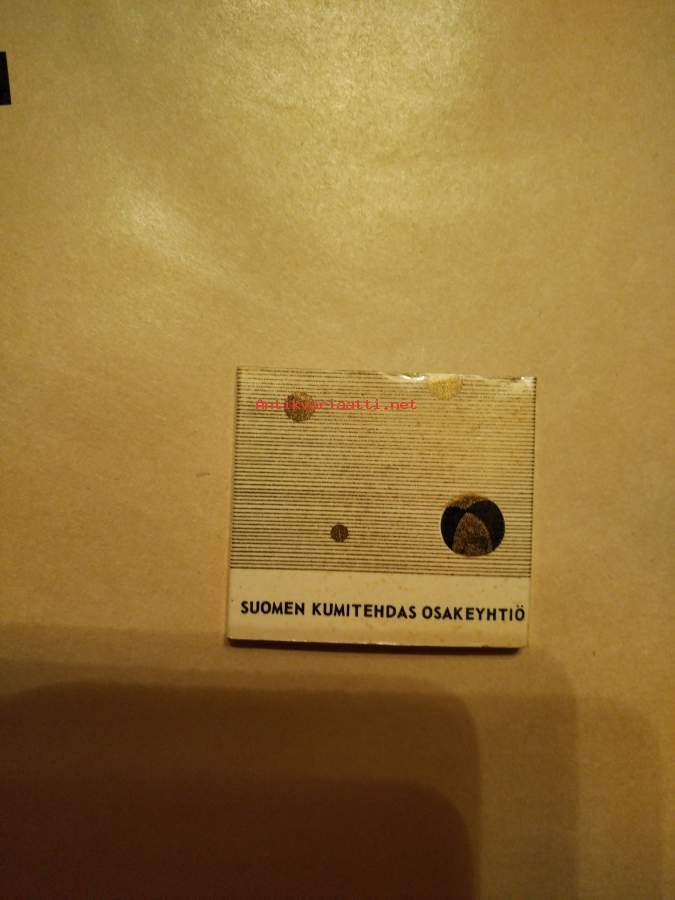 Antikvariaatti.net
SUOMEN KUMITEHDAS OSAKEYHTIÖ